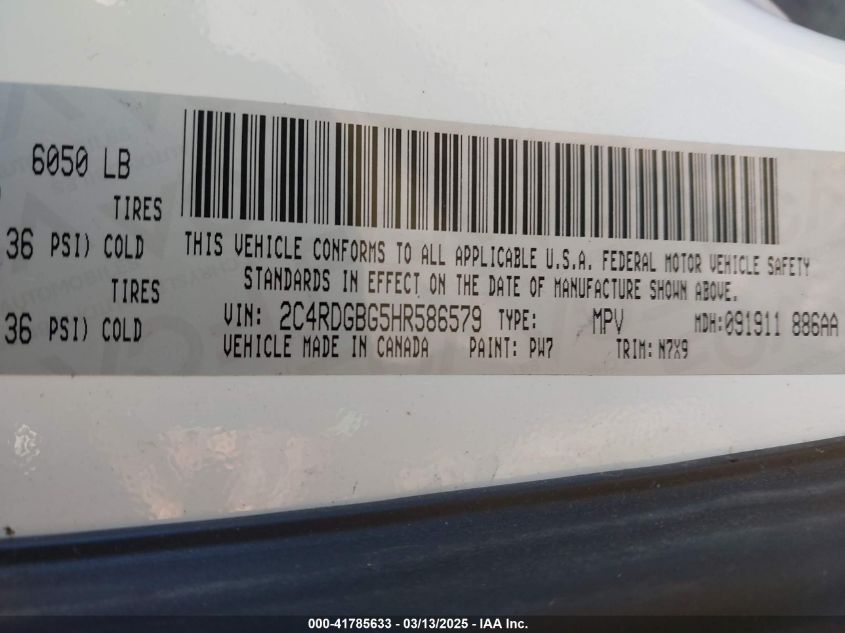 6050 LB
TIRES
36 PSI) COLD
TIRES
36 PSI) COLD
THIS VEHICLE CONFORMS TO ALL APPLICABLE U.S.A. FEDERAL MOTOR VEHICLE SAFETY
STANDARDS IN EFFECT ON THE DATE OF MANUFACTURE SHOWN ABOVE.
VIN: 2C4RDGBG5HR586579 TYPE: MPV MDH:091911 886AA
VEHICLE MADE IN CANADA PAINT: PW7 TRIM: N7X9
000-41785633 - 03/13/2025 - IAA Inc.